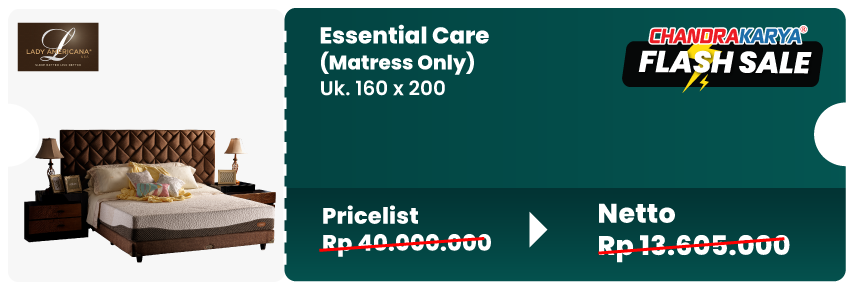 LADY AMERICANA®
Essential Care
(Matress Only)
Uk. 160 x 200
CHANDRAKARYA®
FLASH SALE
Pricelist
Rp 40.000.000
Netto
Rp 13.605.000